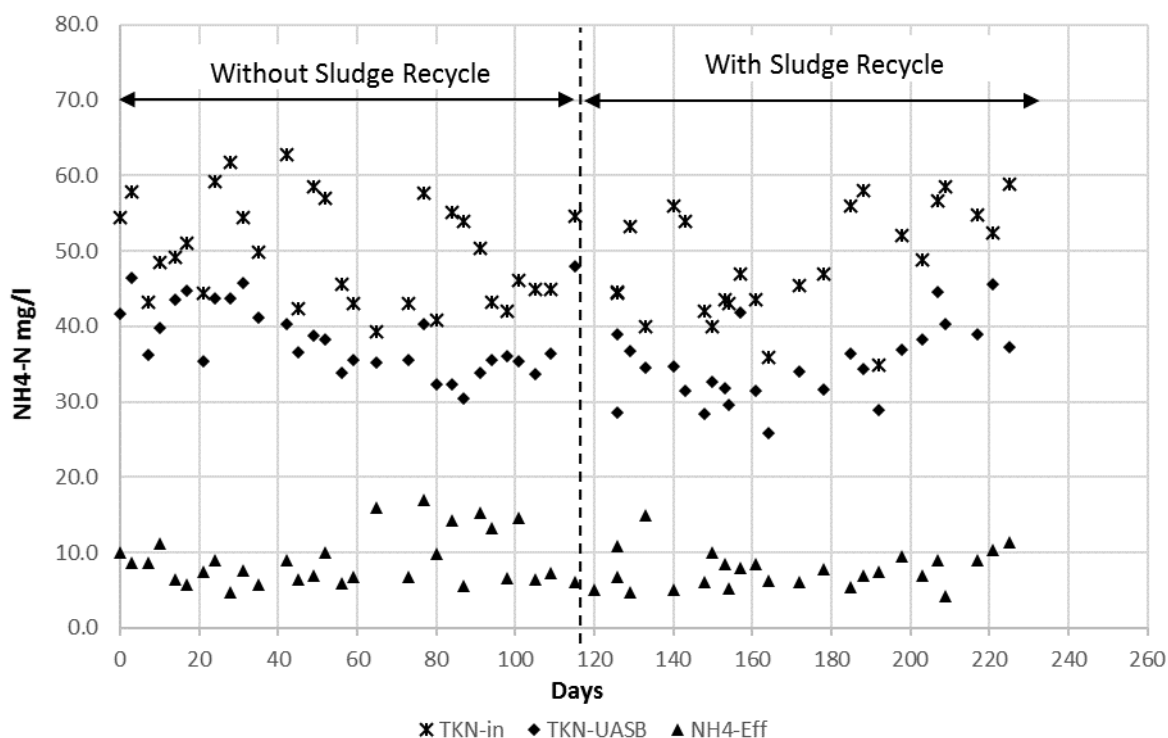 80.0
Without Sludge Recycle
With Sludge Recycle
70.0
60.0
50.0
40.0
30.0
20.0
10.0
0.0
NH4-N mg/l
0 20 40 60 80 100 120 140 160 180 200 220 240 260
Days
TKN-in TKN-UASB NH4-Eff